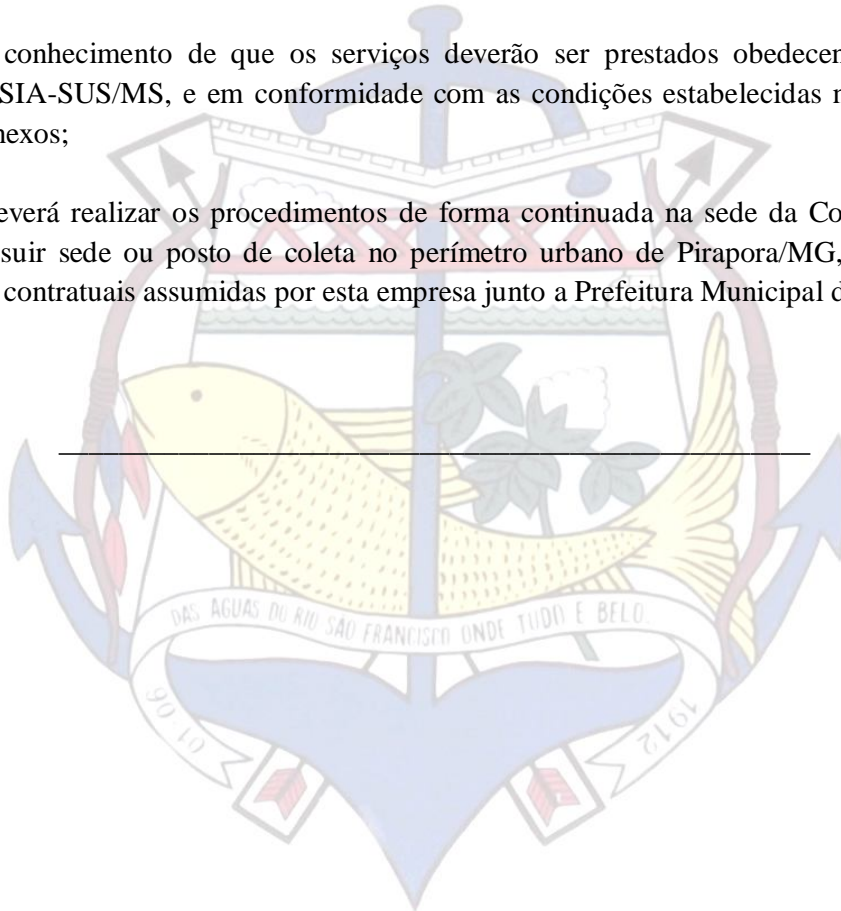 conhecimento de que os serviços deverão ser prestados obedecen
SIA-SUS/MS, e em conformidade com as condições estabelecidas
nexos;
everá realizar os procedimentos de forma continuada na sede da Co
suir sede ou posto de coleta no perímetro urbano de Pirapora/MG,
contratuais assumidas por esta empresa junto a Prefeitura Municipal d
DAS AGUAS DO RIO SÃO FRANCISCO ONDE TUDO E BELO.
01-06
1912